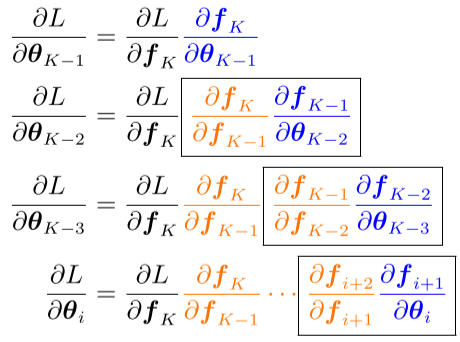 ∂L/∂θ_{K−1} = ∂L/∂f_K ∂f_K/∂θ_{K−1}
∂L/∂θ_{K−2} = ∂L/∂f_K ∂f_K/∂f_{K−1} ∂f_{K−1}/∂θ_{K−2}
∂L/∂θ_{K−3} = ∂L/∂f_K ∂f_K/∂f_{K−1} ∂f_{K−1}/∂f_{K−2} ∂f_{K−2}/∂θ_{K−3}
∂L/∂θ_i = ∂L/∂f_K ∂f_K/∂f_{K−1} ⋯ ∂f_{i+2}/∂f_{i+1} ∂f_{i+1}/∂θ_i